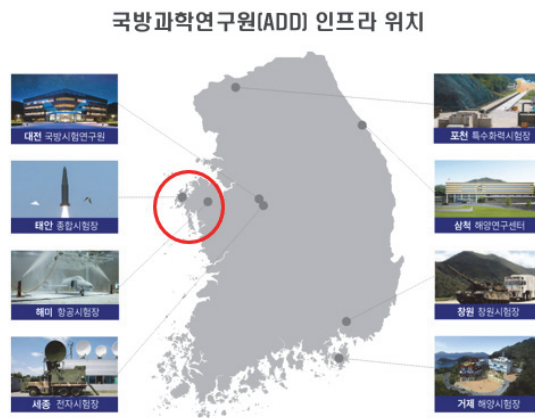 국방과학연구원(ADD) 인프라 위치
대전 국방시험연구원
태안 종합시험장
해미 항공시험장
세종 전자시험장
포천 특수화력시험장
삼척 해양연구센터
창원 창원시험장
거제 해양시험장